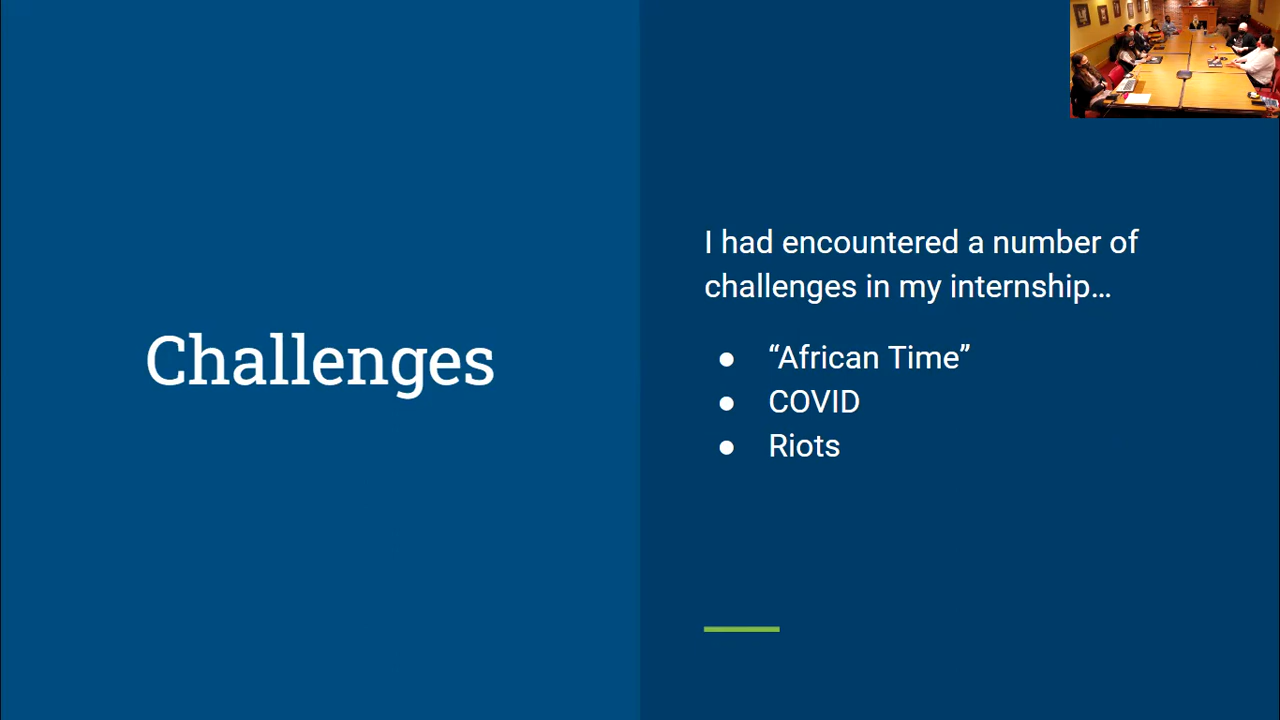 Challenges
I had encountered a number of
challenges in my internship…
● “African Time”
● COVID
● Riots